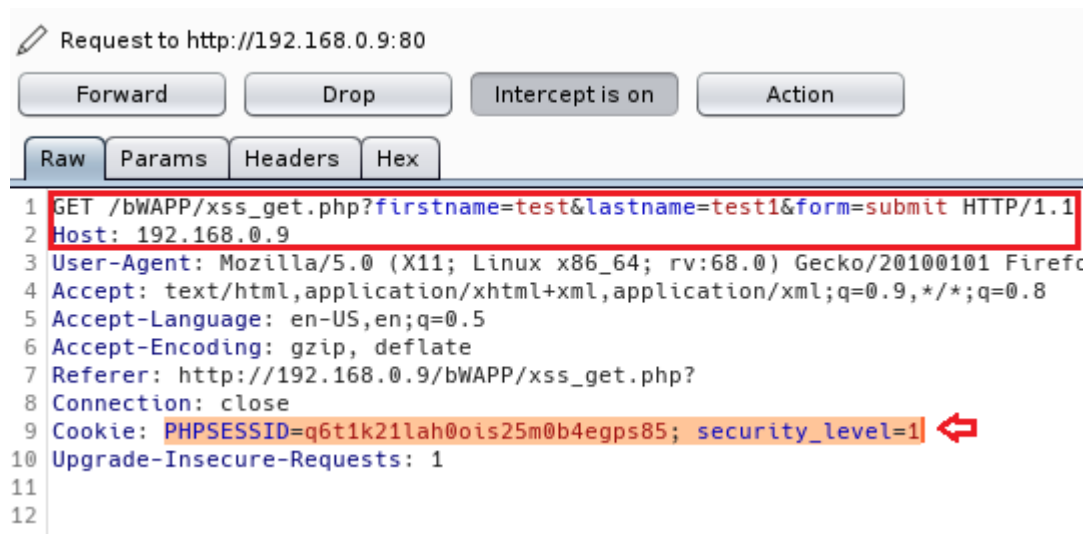 Request to http://192.168.0.9:80
Forward Drop Intercept is on Action
Raw Params Headers Hex
1 GET /bWAPP/xss_get.php?firstname=test&lastname=test1&form=submit HTTP/1.1
2 Host: 192.168.0.9
3 User-Agent: Mozilla/5.0 (X11; Linux x86_64; rv:68.0) Gecko/20100101 Firefo
4 Accept: text/html,application/xhtml+xml,application/xml;q=0.9,*/*;q=0.8
5 Accept-Language: en-US,en;q=0.5
6 Accept-Encoding: gzip, deflate
7 Referer: http://192.168.0.9/bWAPP/xss_get.php?
8 Connection: close
9 Cookie: PHPSESSID=q6t1k21lah0ois25m0b4egps85; security_level=1
10 Upgrade-Insecure-Requests: 1
11
12